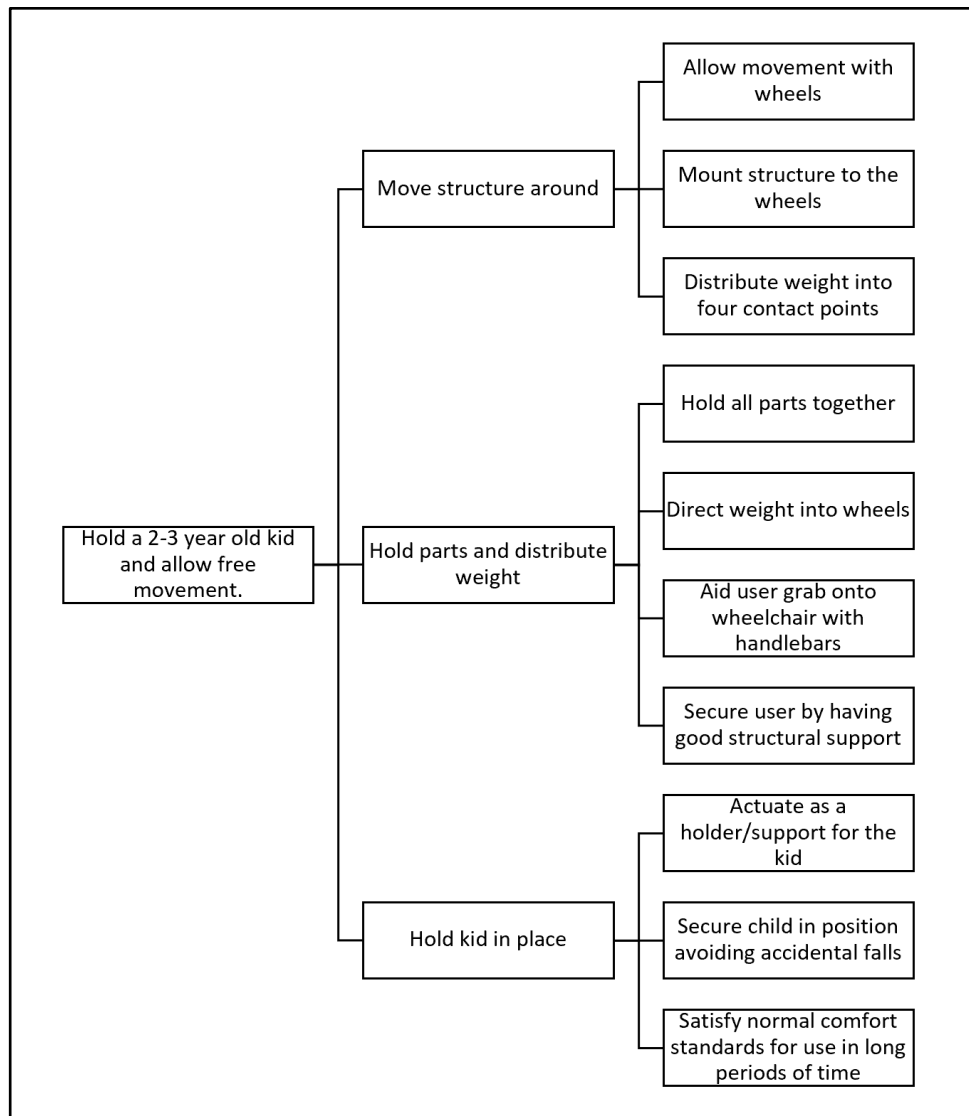 Allow movement with
wheels
Move structure around
Mount structure to the
wheels
Distribute weight into
four contact points
Hold all parts together
Direct weight into wheels
Hold a 2-3 year old kid
and allow free
movement.
Hold parts and distribute
weight
Aid user grab onto
wheelchair with
handlebars
Secure user by having
good structural support
Actuate as a
holder/support for the
kid
Hold kid in place
Secure child in position
avoiding accidental falls
Satisfy normal comfort
standards for use in long
periods of time